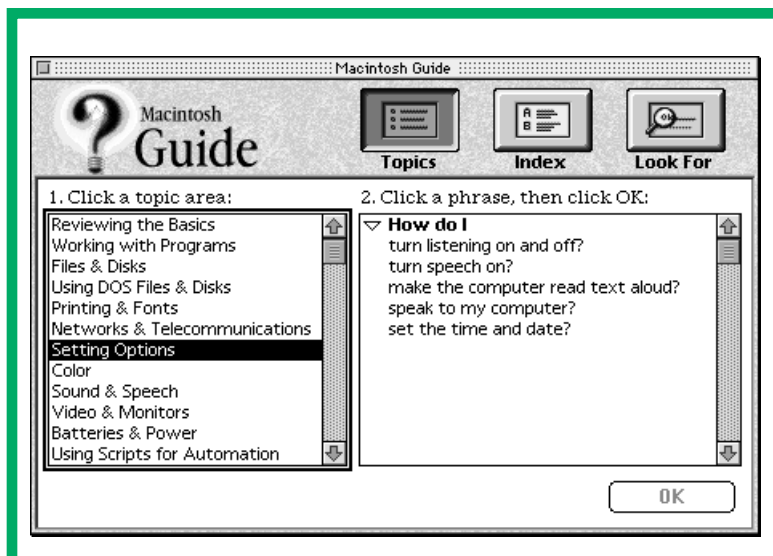 Macintosh Guide
Macintosh
Guide
Topics
Index
Look For
1. Click a topic area:
Reviewing the Basics
Working with Programs
Files & Disks
Using DOS Files & Disks
Printing & Fonts
Networks & Telecommunications
Setting Options
Color
Sound & Speech
Video & Monitors
Batteries & Power
Using Scripts for Automation
2. Click a phrase, then click OK:
How do I
turn listening on and off?
turn speech on?
make the computer read text aloud?
speak to my computer?
set the time and date?
OK